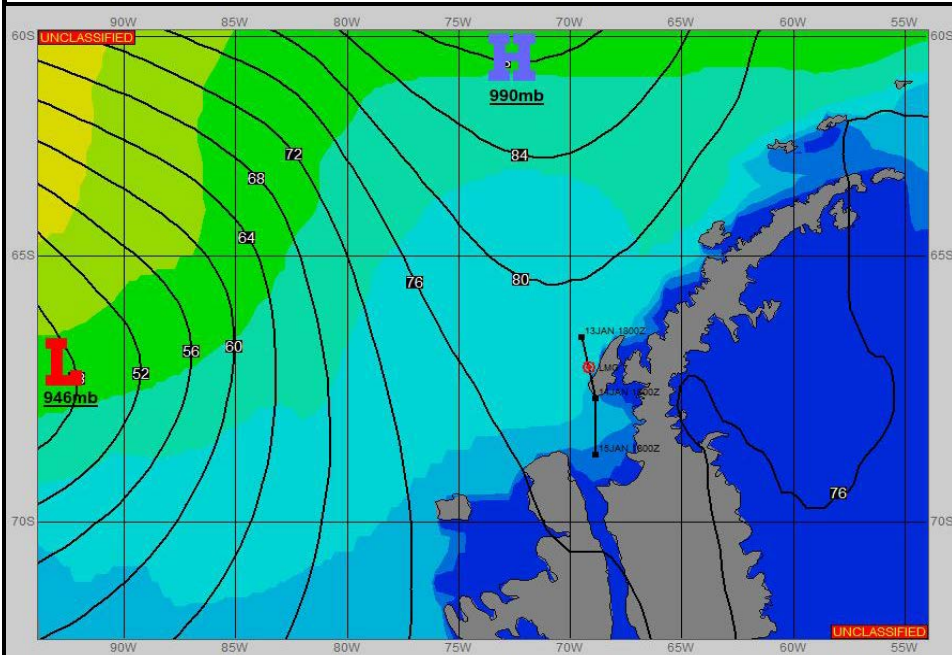 90W 85W 80W 75W 70W 65W 60W 55W
60S UNCLASSIFIED H 60S
990mb
72 84
68
64
65S 65S
76 80
13JAN 1800Z
60
56
L 52
946mb
14JAN 1800Z
15JAN 1800Z
76
70S 70S
UNCLASSIFIED
90W 85W 80W 75W 70W 65W 60W 55W